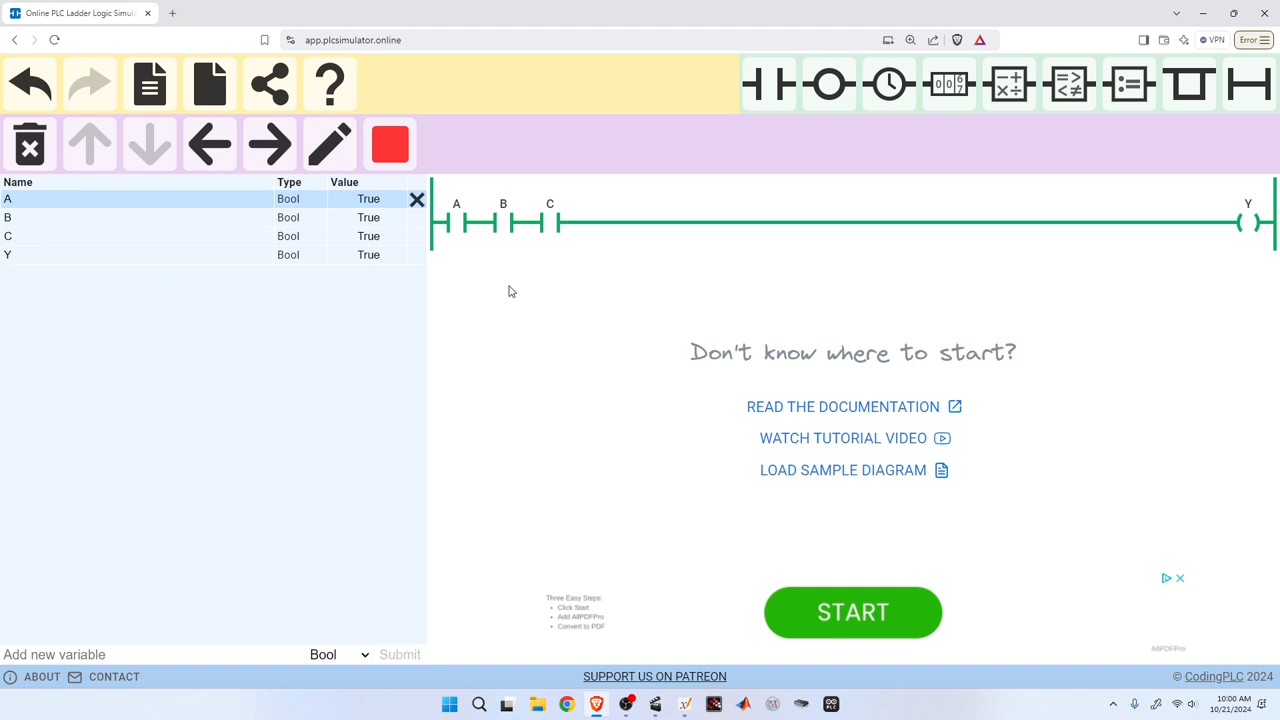 Online PLC Ladder Logic Simul
app.plcsimulator.online
VPN
Error
Name Type Value
A Bool True
B Bool True
C Bool True
Y Bool True
A B C Y
Don't know where to start?
READ THE DOCUMENTATION
WATCH TUTORIAL VIDEO
LOAD SAMPLE DIAGRAM
Three Easy Steps:
• Click Start
• Add AllPDFPro
• Convert to PDF
START
AllPDFPro
Add new variable Bool Submit
ABOUT CONTACT SUPPORT US ON PATREON © CodingPLC 2024
10:00 AM
10/21/2024